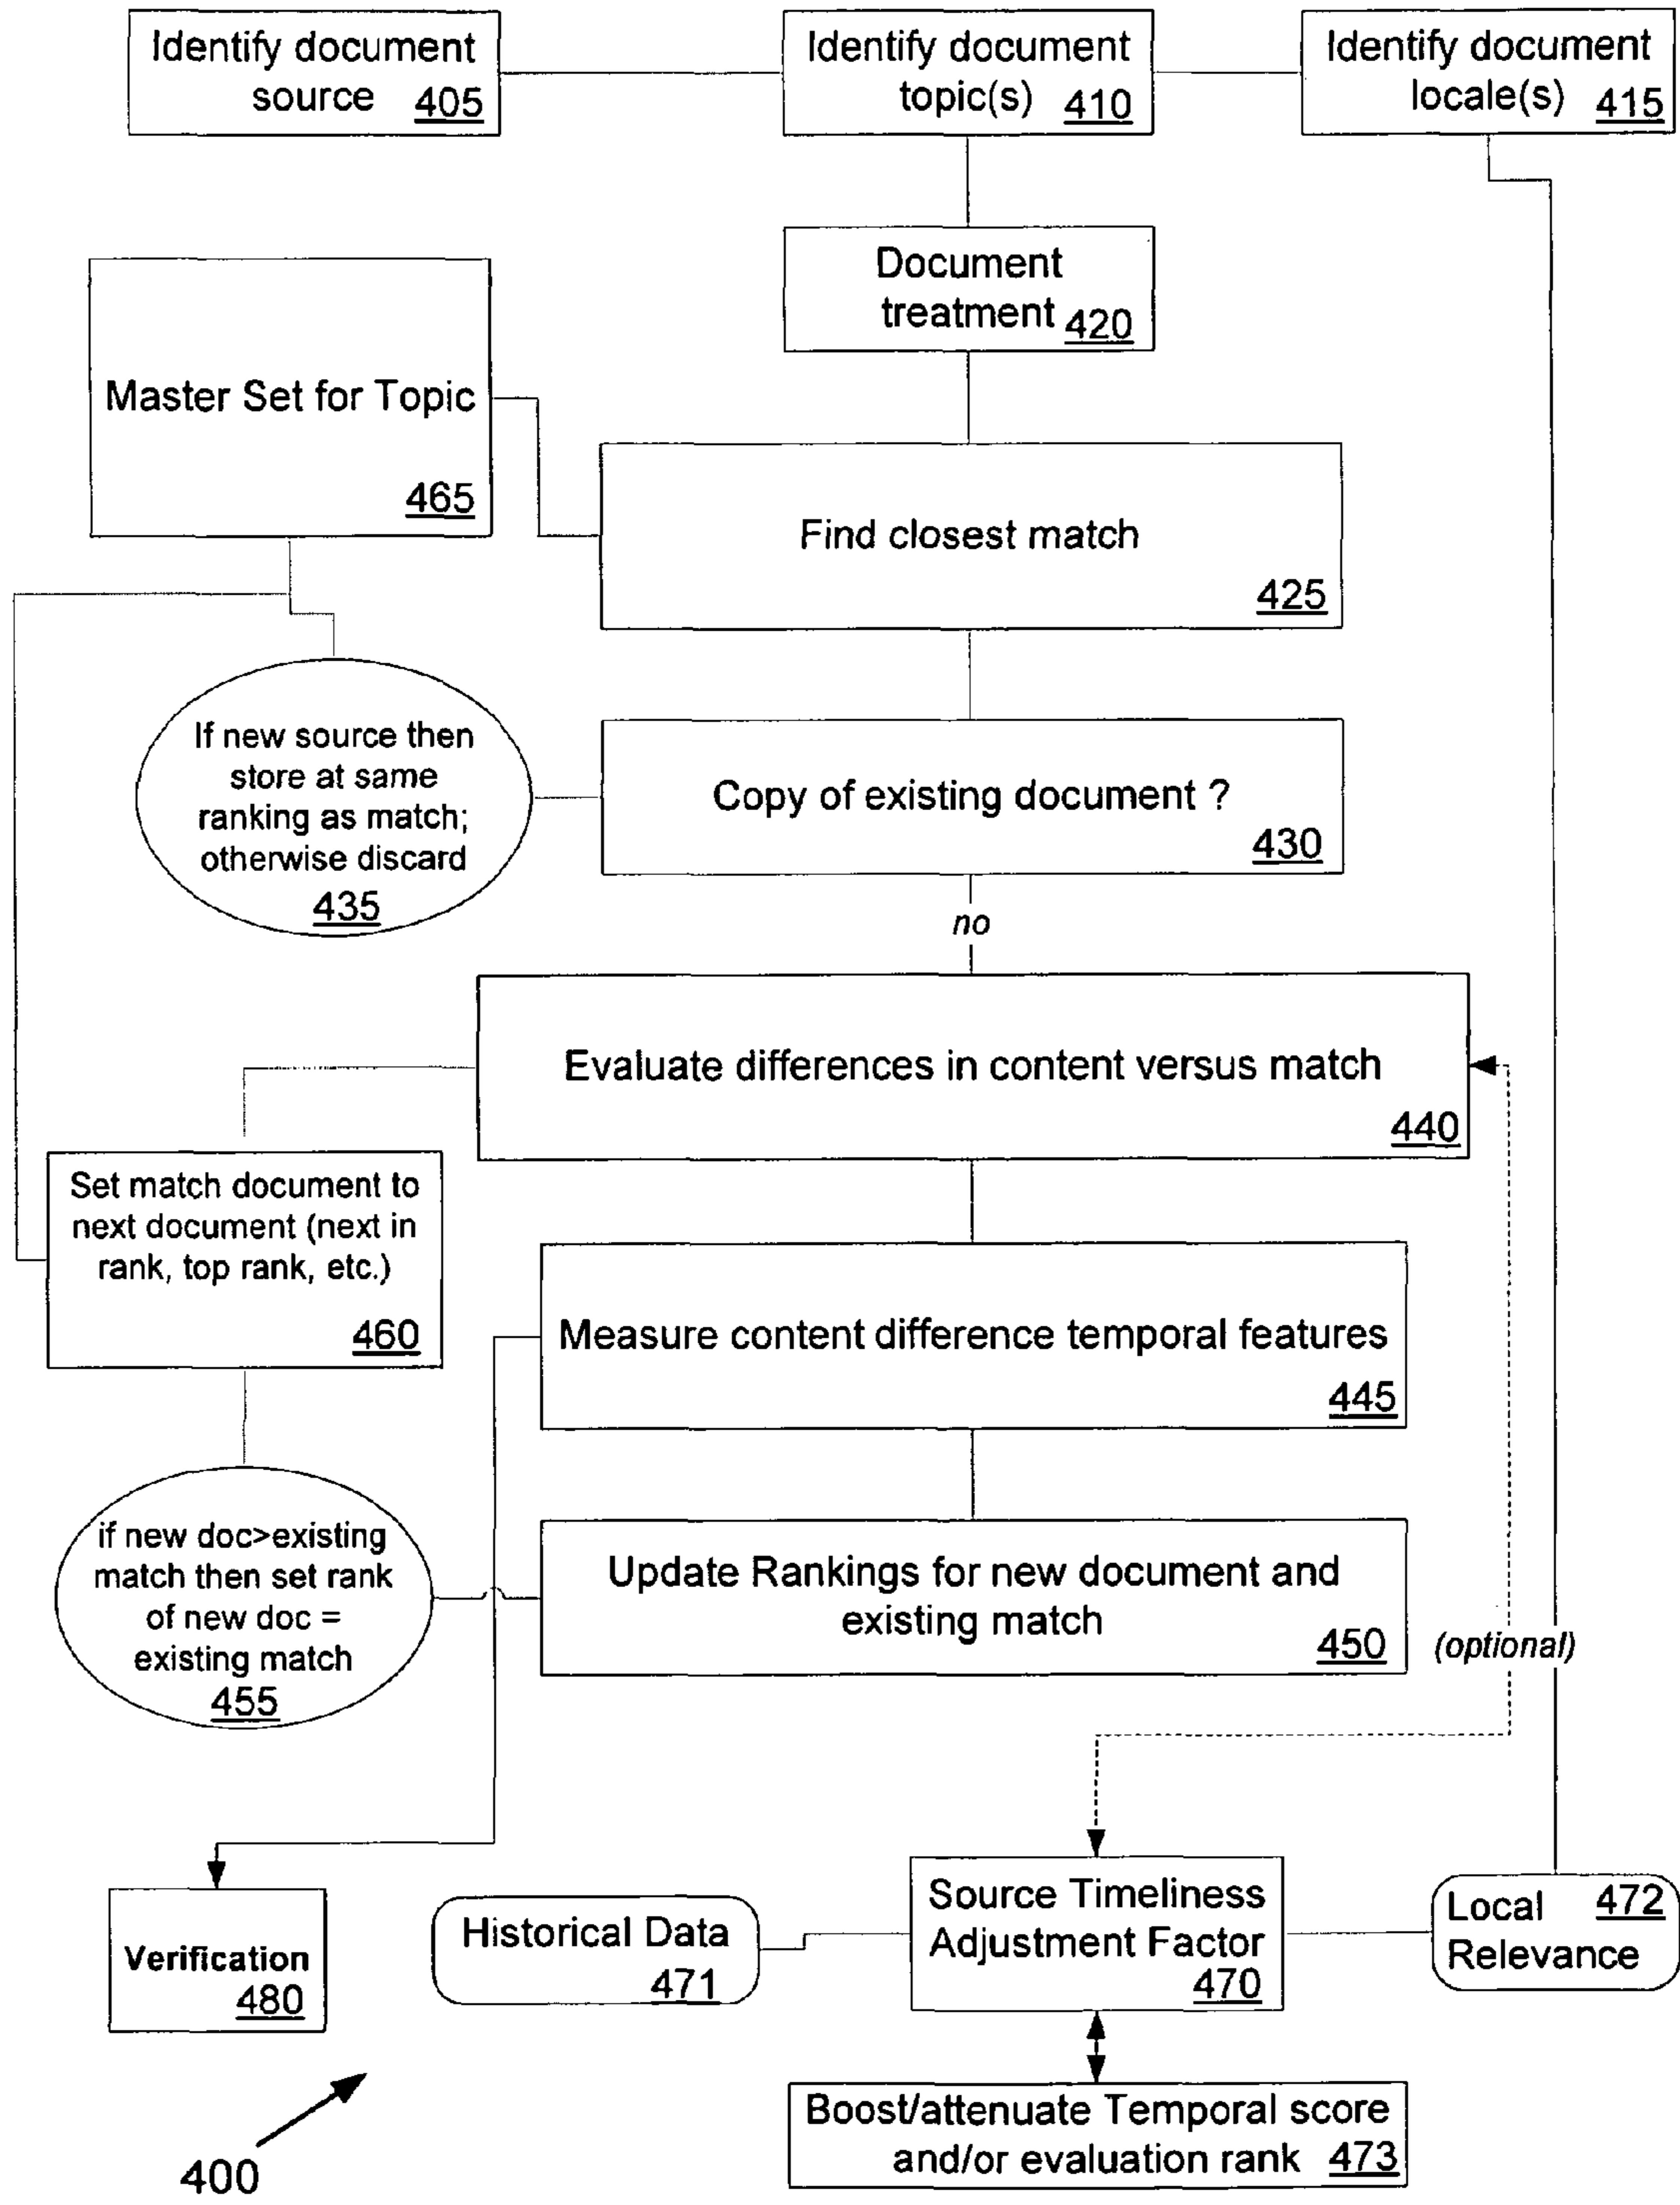 Identify document
source 405
Identify document
topic(s) 410
Identify document
locale(s) 415
Document
treatment 420
Master Set for Topic
465
Find closest match
425
If new source then
store at same
ranking as match;
otherwise discard
435
Copy of existing document ?
430
no
Evaluate differences in content versus match
440
Set match document to
next document (next in
rank, top rank, etc.)
460
Measure content difference temporal features
445
if new doc>existing
match then set rank
of new doc =
existing match
455
Update Rankings for new document and
existing match
450
(optional)
Verification
480
Historical Data
471
Source Timeliness
Adjustment Factor
470
Local 472
Relevance
Boost/attenuate Temporal score
and/or evaluation rank 473
400